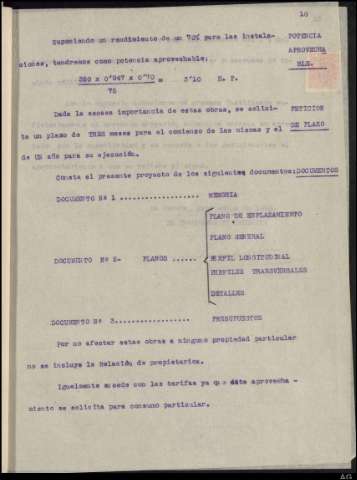 10
Suponiendo un rendimiento de un 70% para las instala-
ciones, tendremos como potencia aprovechable:
POTENCIA
APROVECHA
BLE.
350 x 0'947 x 0'70 = 3'10 H. P.
75
Dada la escasa importancia de estas obras, se solici-
ta un plazo de TRES meses para el comienzo de las mismas y el
de UN año para su ejecución.
PETICION
DE PLAZO
Consta el presente proyecto de los siguientes documentos:
DOCUMENTOS
DOCUMENTO Nº 1 .................... MEMORIA
PLANO DE EMPLAZAMIENTO
PLANO GENERAL
DOCUMENTO Nº 2- PLANOS ......
PERFIL LONGITUDINAL
PERFILES TRANSVERSALES
DETALLES
DOCUMENTO Nº 3.................. PRESUPUESTOS
Por no afectar estas obras a ninguna propiedad particular
no se incluye la Relación de propietarios.
Igualmente sucede con las tarifas ya que éste aprovecha -
miento se solicita para consumo particular.